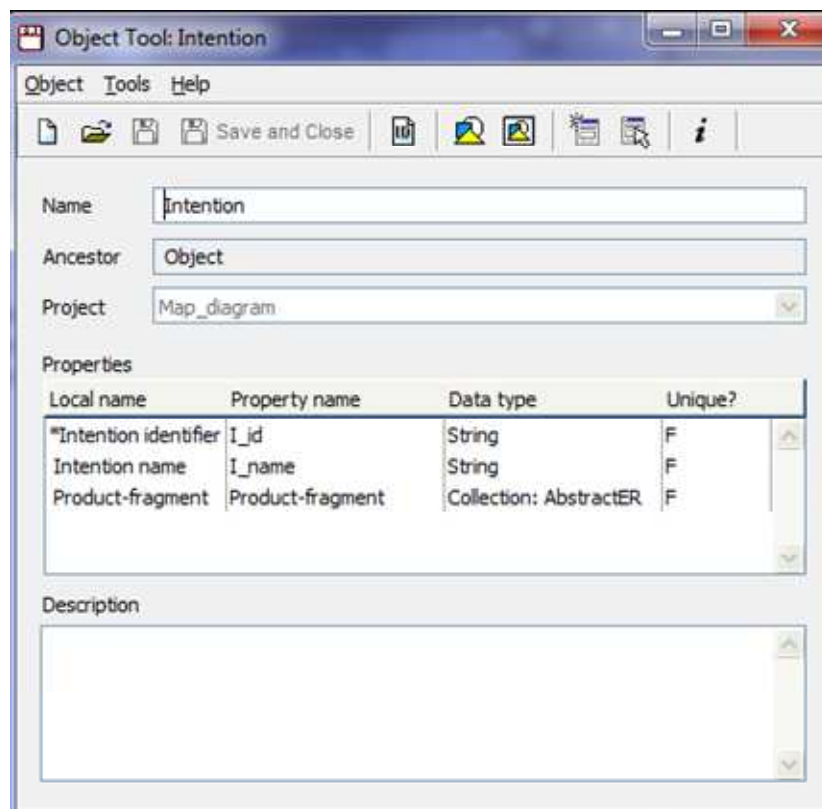 Object Tool: Intention
Object Tools Help
Save and Close i
Name Intention
Ancestor Object
Project Map_diagram
Properties
Local name Property name Data type Unique?
*Intention identifier I_id String F
Intention name I_name String F
Product-fragment Product-fragment Collection: AbstractER F
Description